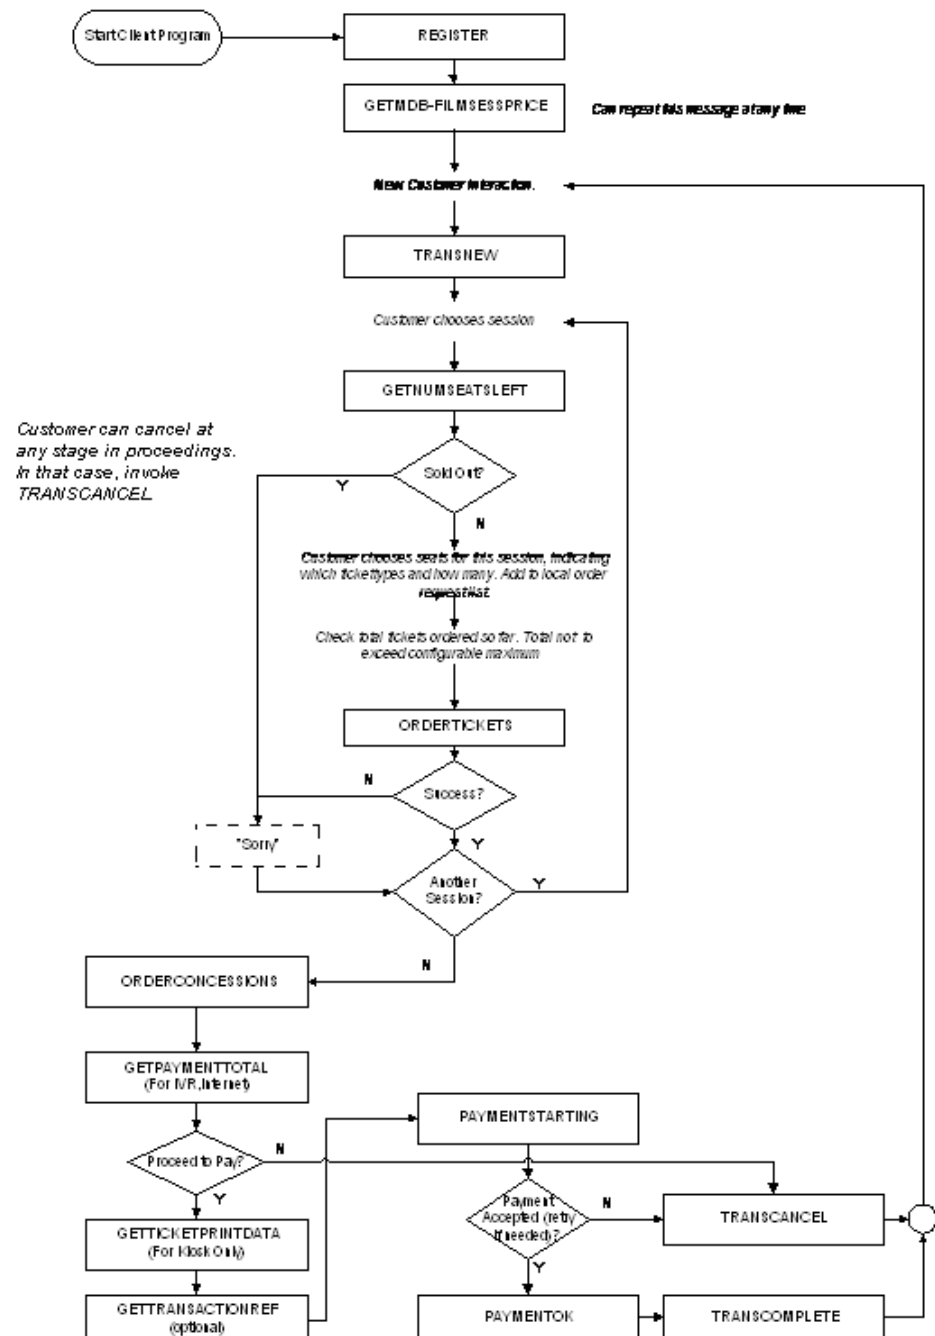 Start Client Program
REGISTER
GETMDB-FILMSESSPRICE
Can repeat this message at any time
New Customer Interaction.
TRANSNEW
Customer chooses session
GETNUMSEATSLEFT
Customer can cancel at
any stage in proceedings.
In that case, invoke
TRANSCANCEL
Sold Out?
Y
N
Customer chooses seats for this session, indicating
which ticket types and how many. Add to local order
request list
Check total tickets ordered so far. Total not to
exceed configurable maximum
ORDERTICKETS
N
Success?
"Sorry"
Y
Another
Session?
Y
N
ORDERCONCESSIONS
GETPAYMENTTOTAL
(For IVR, Internet)
PAYMENTSTARTING
Proceed to Pay?
N
Y
Payment
Accepted (retry
if needed)?
N
Y
TRANSCANCEL
GETTICKETPRINTDATA
(For Kiosk Only)
GETTRANSACTIONREF
(optional)
PAYMENTOK
TRANSCOMPLETE